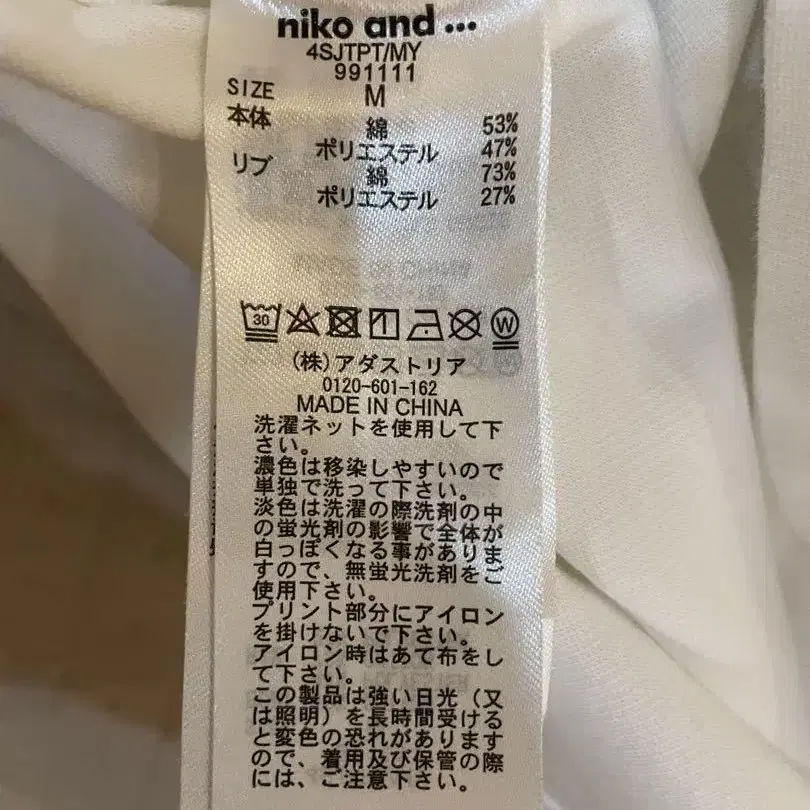 niko and ...
4SJTPT/MY
991111
SIZE M
本体 綿 53%
ポリエステル 47%
リブ 綿 73%
ポリエステル 27%
30 W
(株)アダストリア
0120-601-162
MADE IN CHINA
洗濯ネットを使用して下
さい。
濃色は移染しやすいので
単独で洗って下さい。
淡色は洗濯の際洗剤の中
の蛍光剤の影響で全体が
白っぽくなる事がありま
すので、無蛍光洗剤をご
使用下さい。
プリント部分にアイロン
を掛けないで下さい。
アイロン時はあて布をし
て下さい。
この製品は強い日光(又
は照明)を長時間受ける
と変色の恐れがあります
ので、着用及び保管の際
には、ご注意下さい。